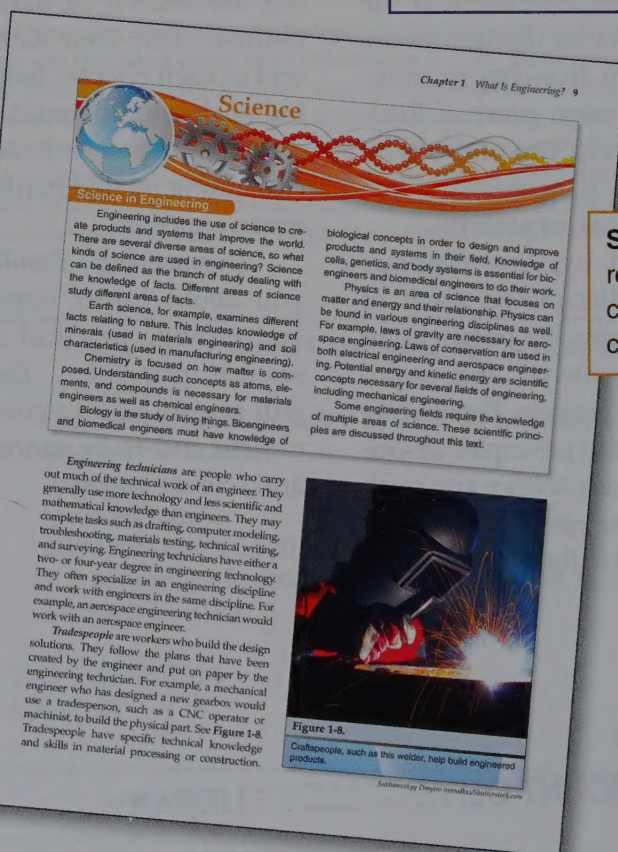 Chapter 1 What Is Engineering? 9
Science
Science in Engineering
Engineering includes the use of science to cre-
ate products and systems that improve the world.
There are several diverse areas of science, so what
kinds of science are used in engineering? Science
can be defined as the branch of study dealing with
the knowledge of facts. Different areas of science
study different areas of facts.
Earth science, for example, examines different
facts relating to nature. This includes knowledge of
minerals (used in materials engineering) and soil
characteristics (used in manufacturing engineering).
Chemistry is focused on how matter is com-
posed. Understanding such concepts as atoms, ele-
ments, and compounds is necessary for materials
engineers as well as chemical engineers.
Biology is the study of living things. Bioengineers
and biomedical engineers must have knowledge of
biological concepts in order to design and improve
products and systems in their field. Knowledge of
cells, genetics, and body systems is essential for bio-
engineers and biomedical engineers to do their work.
Physics is an area of science that focuses on
matter and energy and their relationship. Physics can
be found in various engineering disciplines as well.
For example, laws of gravity are necessary for aero-
space engineering. Laws of conservation are used in
both electrical engineering and aerospace engineer-
ing. Potential energy and kinetic energy are scientific
concepts necessary for several fields of engineering,
including mechanical engineering.
Some engineering fields require the knowledge
of multiple areas of science. These scientific princi-
ples are discussed throughout this text.
Engineering technicians are people who carry
out much of the technical work of an engineer. They
generally use more technology and less scientific and
mathematical knowledge than engineers. They may
complete tasks such as drafting, computer modeling,
troubleshooting, materials testing, technical writing,
and surveying. Engineering technicians have either a
two- or four-year degree in engineering technology.
They often specialize in an engineering discipline
and work with engineers in the same discipline. For
example, an aerospace engineering technician would
work with an aerospace engineer.
Tradespeople are workers who build the design
solutions. They follow the plans that have been
created by the engineer and put on paper by the
engineering technician. For example, a mechanical
engineer who has designed a new gearbox would
use a tradesperson, such as a CNC operator or
machinist, to build the physical part. See Figure 1-8.
Tradespeople have specific technical knowledge
and skills in material processing or construction.
Figure 1-8.
Craftspeople, such as this welder, help build engineered
products.
S
re
c
c